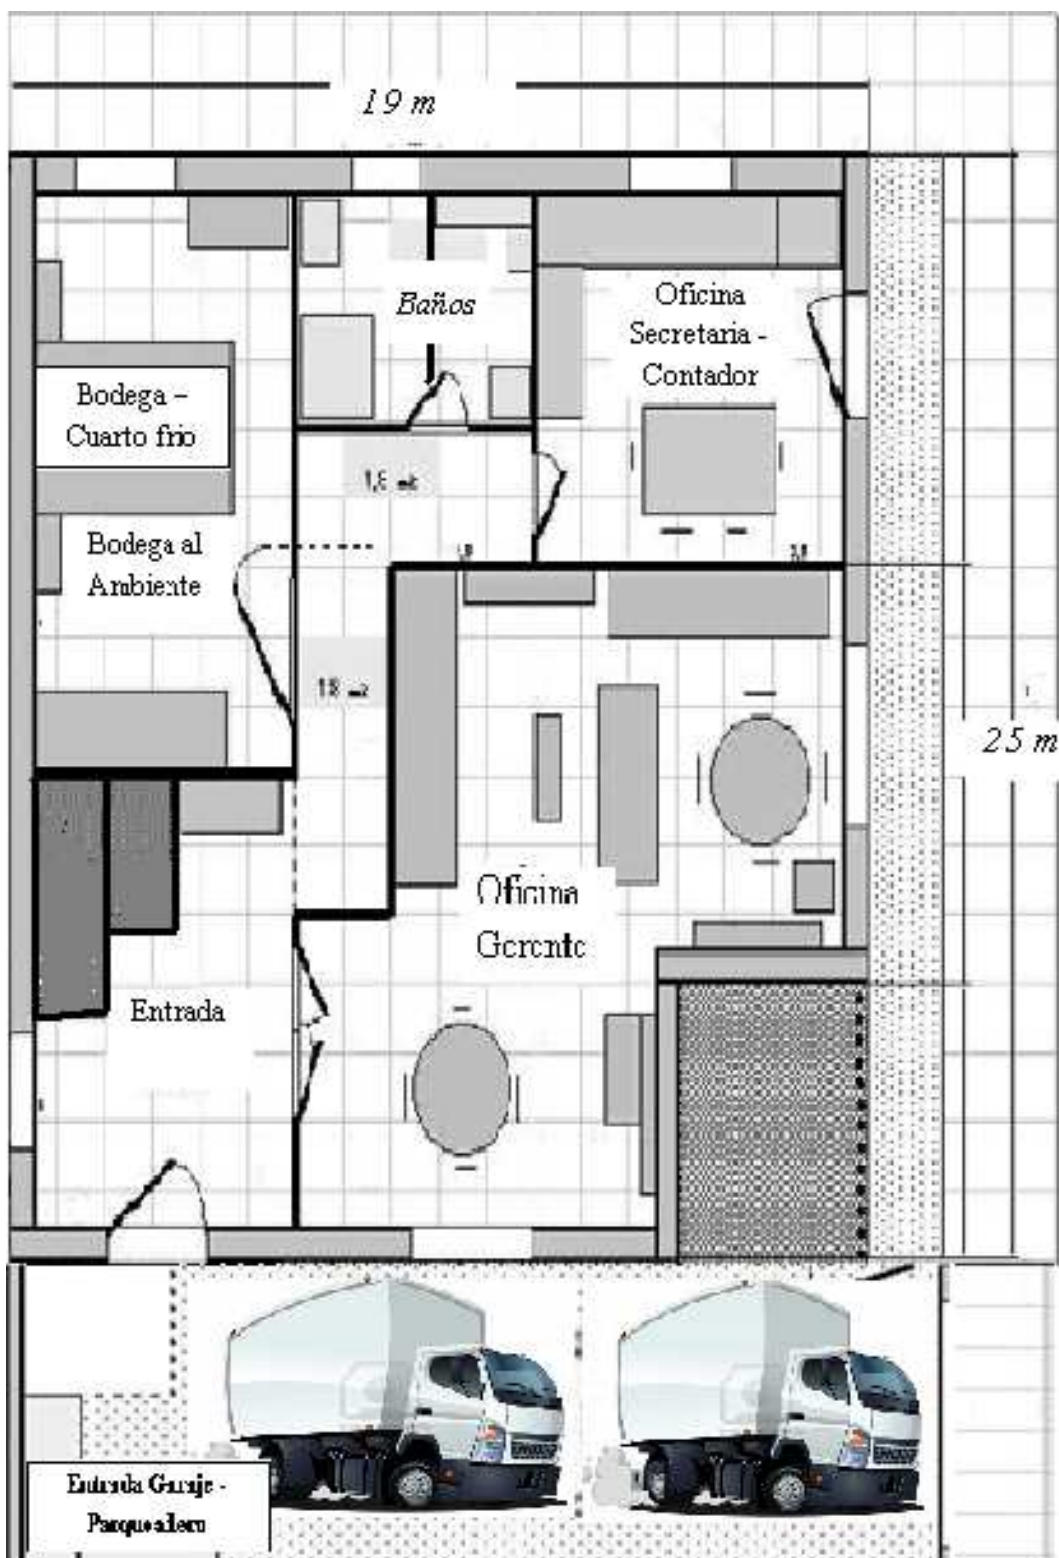 19 m
Baños
Oficina
Secretaria -
Contador
Bodega –
Cuarto frio
Bodega al
Ambiente
25 m
Oficina
Gerente
Entrada
Entrada Garaje -
Parqueadero